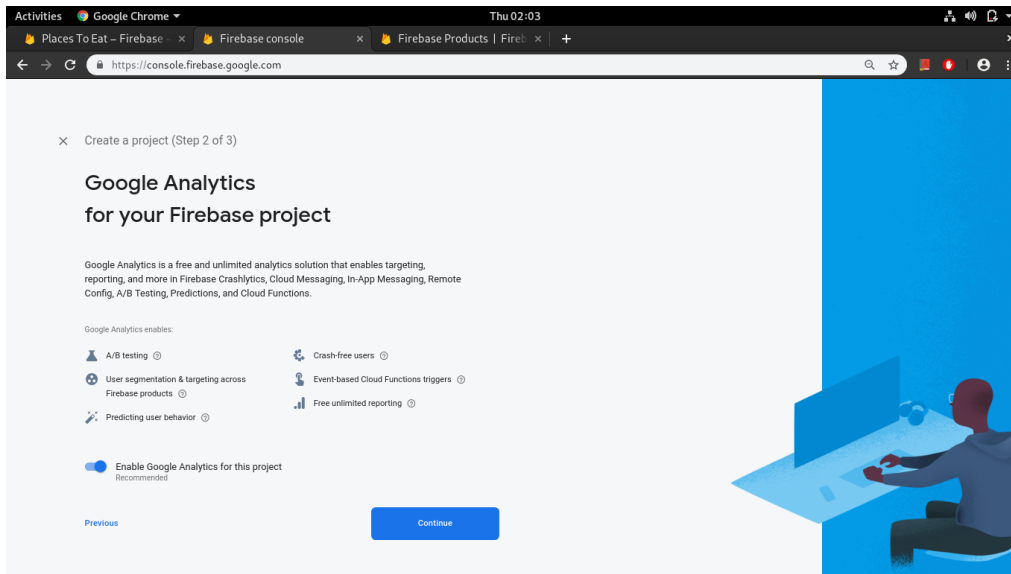 Activities Google Chrome Thu 02:03
Places To Eat – Firebase – Firebase console Firebase Products | Fireb
https://console.firebase.google.com
Create a project (Step 2 of 3)
Google Analytics
for your Firebase project
Google Analytics is a free and unlimited analytics solution that enables targeting,
reporting, and more in Firebase Crashlytics, Cloud Messaging, In-App Messaging, Remote
Config, A/B Testing, Predictions, and Cloud Functions.
Google Analytics enables:
A/B testing
Crash-free users
User segmentation & targeting across
Firebase products
Event-based Cloud Functions triggers
Predicting user behavior
Free unlimited reporting
Enable Google Analytics for this project
Recommended
Previous Continue